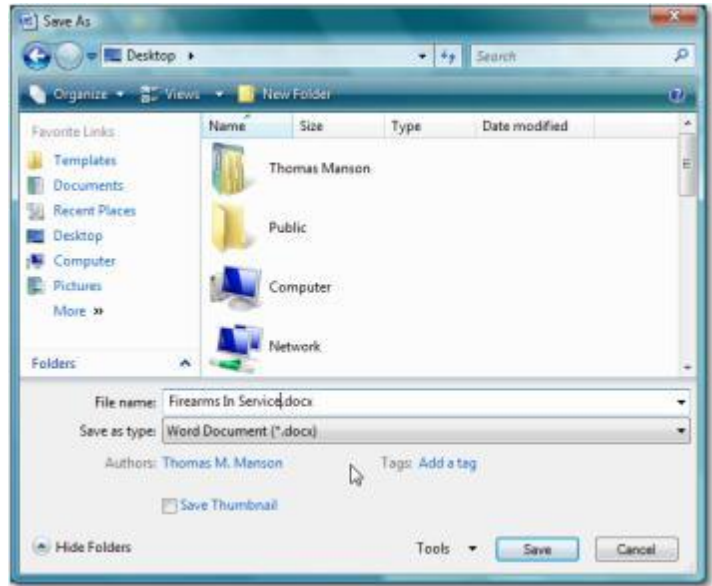 Save As
Desktop
Search
Organize Views New Folder
Favorite Links
Templates
Documents
Recent Places
Desktop
Computer
Pictures
More »
Folders
Name Size Type Date modified
Thomas Manson
Public
Computer
Network
File name: Firearms In Service.docx
Save as type: Word Document (*.docx)
Authors: Thomas M. Manson Tags: Add a tag
Save Thumbnail
Hide Folders Tools Save Cancel